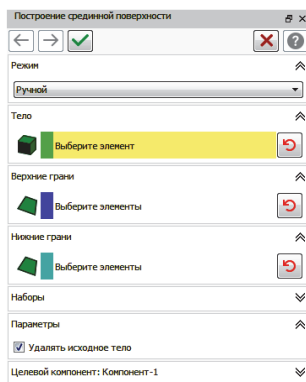 Построение срединной поверхности
Режим
Ручной
Тело
Выберите элемент
Верхние грани
Выберите элементы
Нижние грани
Выберите элементы
Наборы
Параметры
Удалять исходное тело
Целевой компонент: Компонент-1